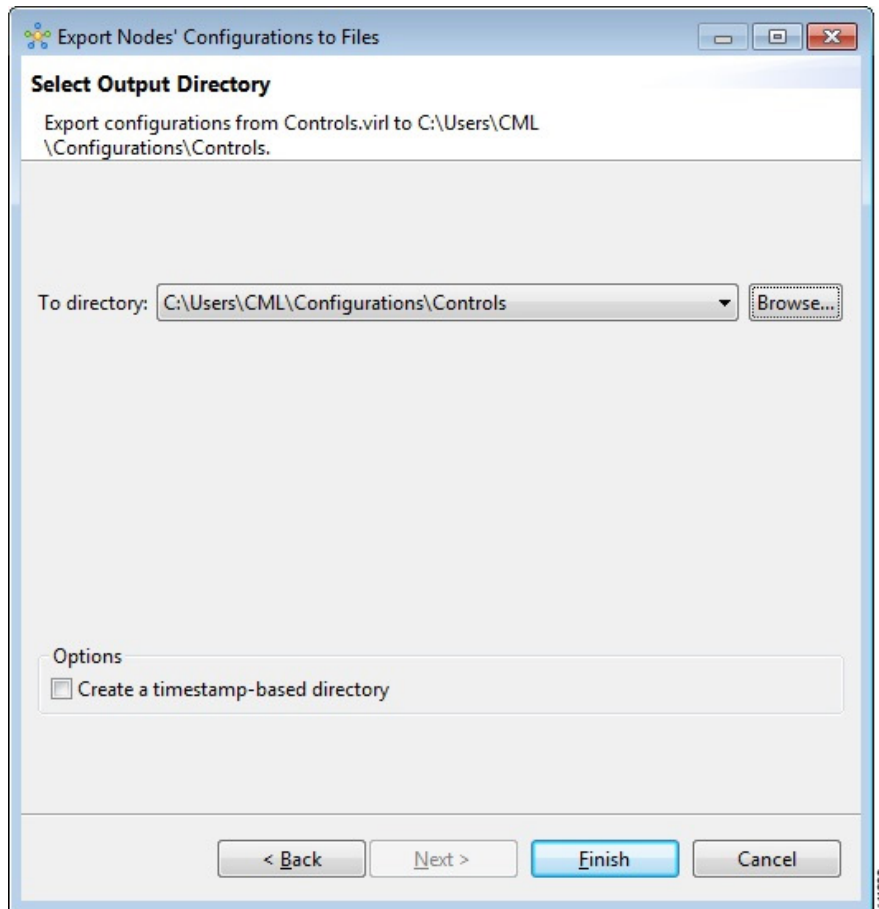 Export Nodes' Configurations to Files
Select Output Directory
Export configurations from Controls.virl to C:\Users\CML
\Configurations\Controls.
To directory: C:\Users\CML\Configurations\Controls Browse...
Options
Create a timestamp-based directory
< Back Next > Finish Cancel